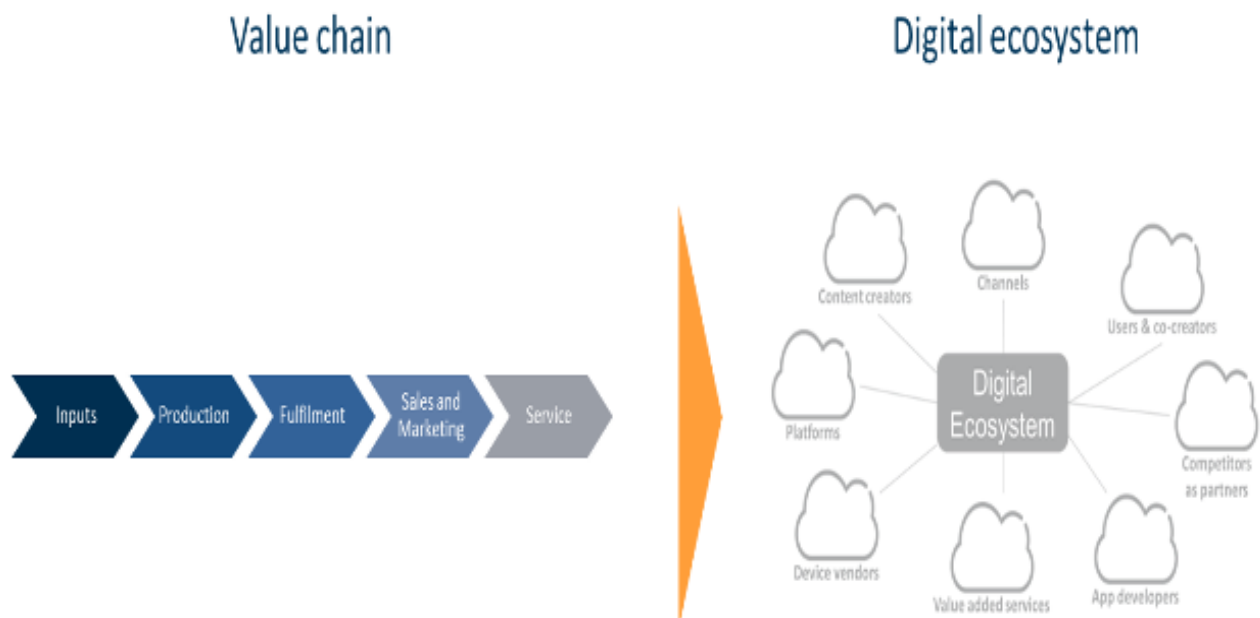 Value chain
Digital ecosystem
Inputs
Production
Fulfilment
Sales and
Marketing
Service
Content creators
Channels
Users & co-creators
Platforms
Digital
Ecosystem
Competitors
as partners
Device vendors
Value added services
App developers